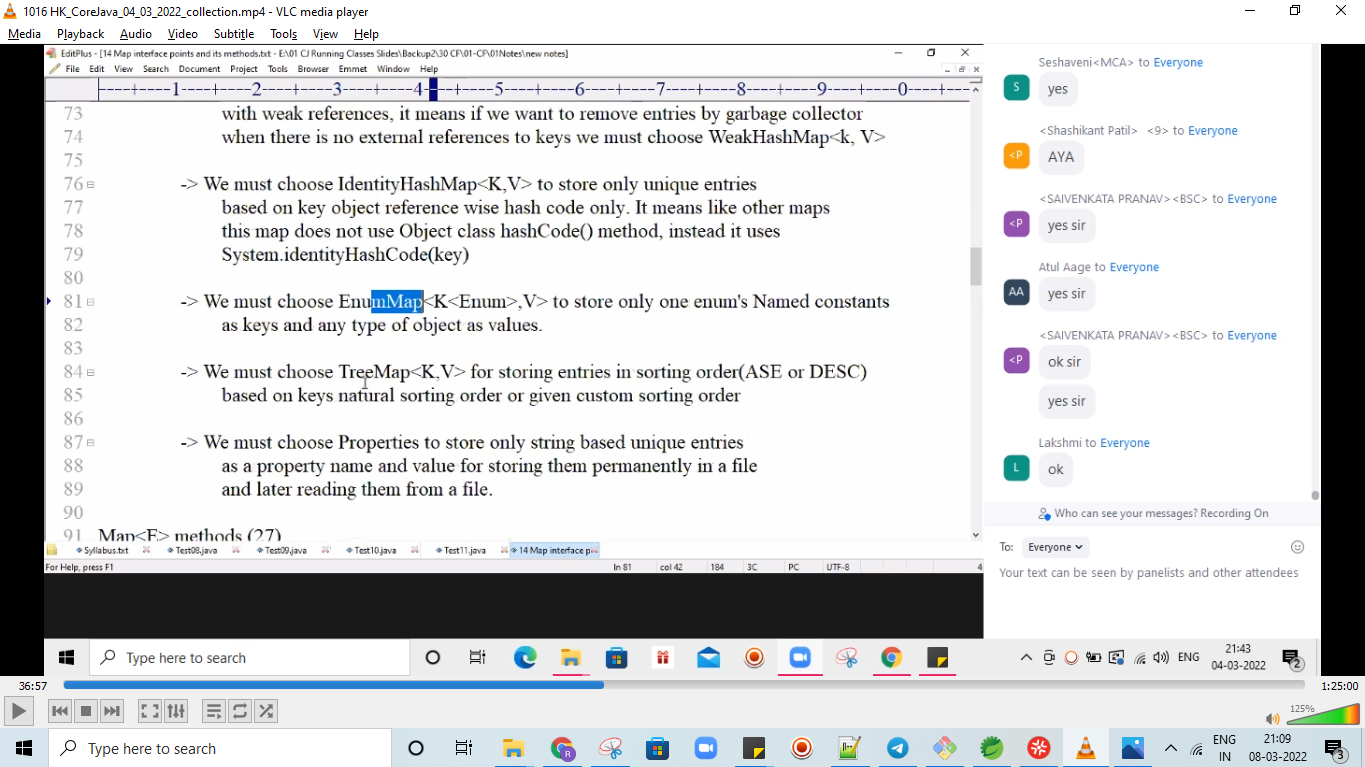 1016 HK_CoreJava_04_03_2022_collection.mp4 - VLC media player
Media Playback Audio Video Subtitle Tools View Help
EditPlus - [14 Map interface points and its methods.txt - E:\01 CJ Running Classes Slides\Backup2\30 CF\01-CF\01Notes\new notes]
File Edit View Search Document Project Tools Browser Emmet Window Help
----+----1----+----2----+----3----+----4----+----5----+----6----+----7----+----8----+----9----+----0----+---
73 with weak references, it means if we want to remove entries by garbage collector
74 when there is no external references to keys we must choose WeakHashMap<k, V>
75
76 -> We must choose IdentityHashMap<K,V> to store only unique entries
77 based on key object reference wise hash code only. It means like other maps
78 this map does not use Object class hashCode() method, instead it uses
79 System.identityHashCode(key)
80
81 -> We must choose EnumMap<K<Enum>,V> to store only one enum's Named constants
82 as keys and any type of object as values.
83
84 -> We must choose TreeMap<K,V> for storing entries in sorting order(ASE or DESC)
85 based on keys natural sorting order or given custom sorting order
86
87 -> We must choose Properties to store only string based unique entries
88 as a property name and value for storing them permanently in a file
89 and later reading them from a file.
90
91 Map<E> methods (27)
Syllabus.txt Test08.java Test09.java Test10.java Test11.java 14 Map interface p
For Help, press F1 ln 81 col 42 184 3C PC UTF-8 4
Seshaveni<MCA> to Everyone
S yes
<Shashikant Patil> <9> to Everyone
<P AYA
<SAIVENKATA PRANAV><BSC> to Everyone
<P yes sir
Atul Aage to Everyone
AA yes sir
<SAIVENKATA PRANAV><BSC> to Everyone
<P ok sir
yes sir
Lakshmi to Everyone
L ok
Who can see your messages? Recording On
To: Everyone
Your text can be seen by panelists and other attendees
Type here to search ENG 21:43
04-03-2022 2
36:57 1:25:00
125%
Type here to search R ENG 21:09
IN 08-03-2022 3